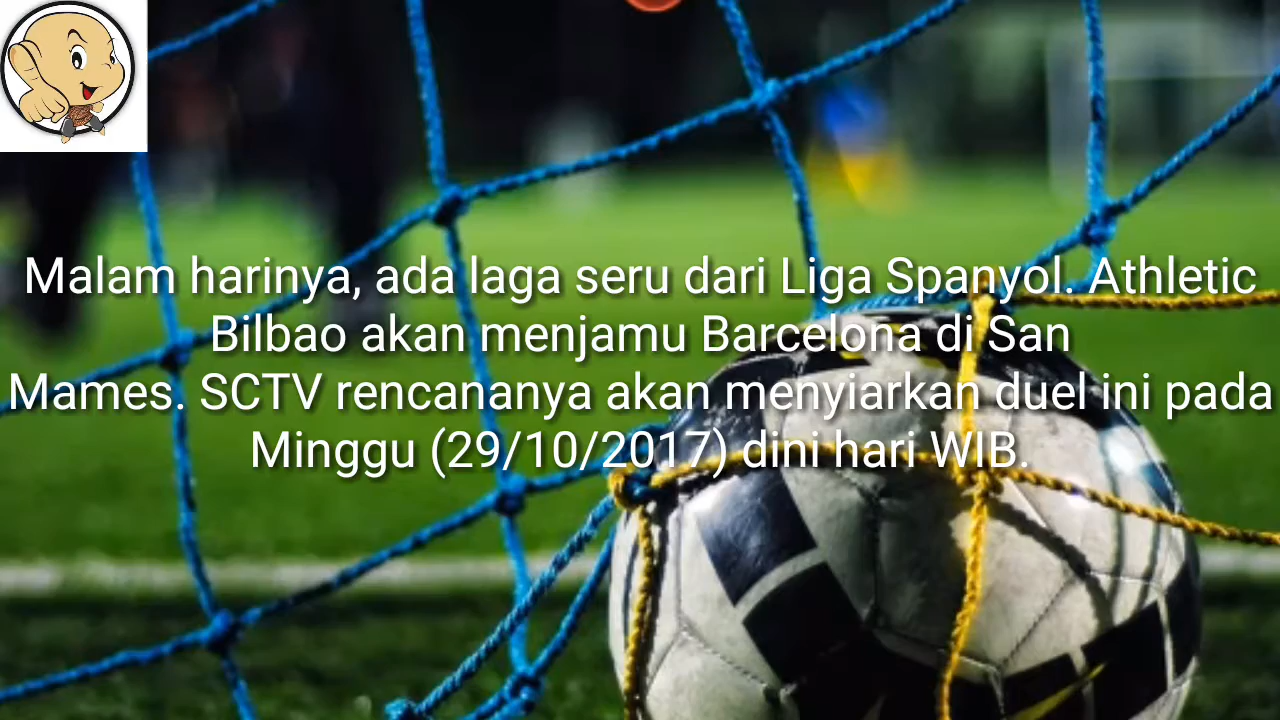 Malam harinya, ada laga seru dari Liga Spanyol. Athletic
Bilbao akan menjamu Barcelona di San
Mames. SCTV rencananya akan menyiarkan duel ini pada
Minggu (29/10/2017) dini hari WIB.